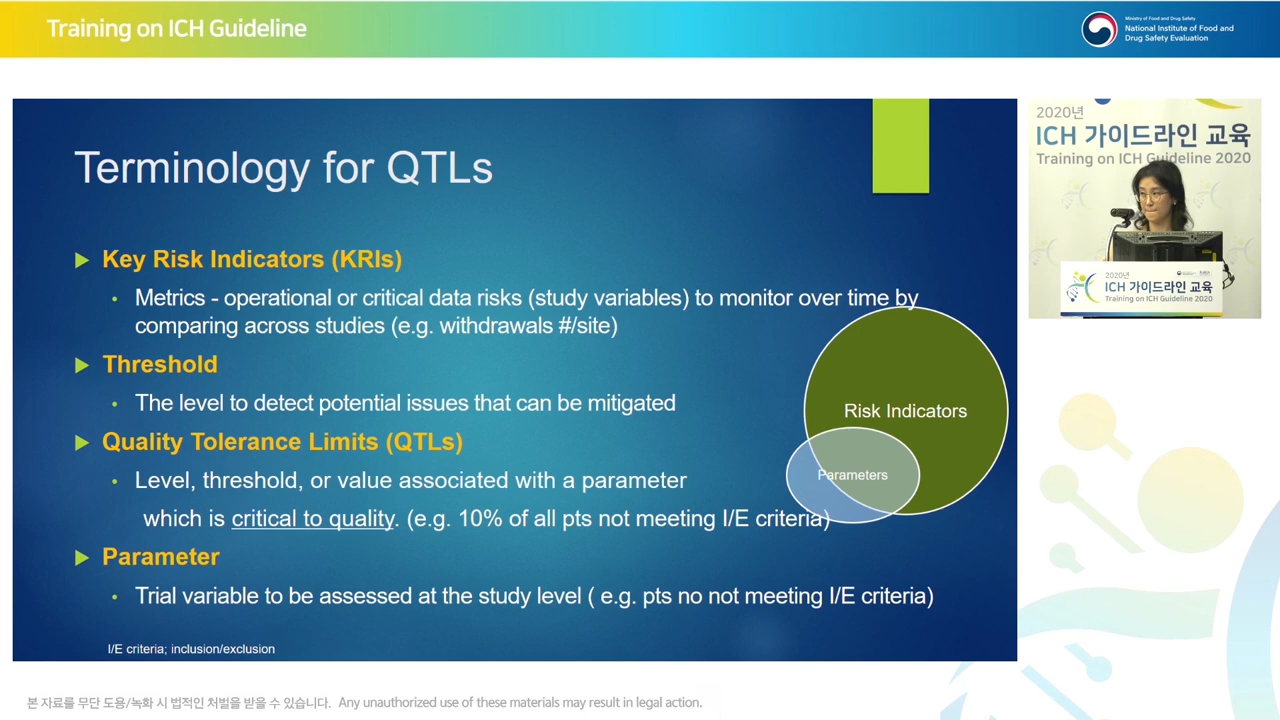 Training on ICH Guideline
Ministry of Food and Drug Safety
National Institute of Food and
Drug Safety Evaluation
Terminology for QTLs
Key Risk Indicators (KRIs)
• Metrics - operational or critical data risks (study variables) to monitor over time by
comparing across studies (e.g. withdrawals #/site)
Threshold
• The level to detect potential issues that can be mitigated
Quality Tolerance Limits (QTLs)
• Level, threshold, or value associated with a parameter
which is critical to quality. (e.g. 10% of all pts not meeting I/E criteria)
Parameter
• Trial variable to be assessed at the study level ( e.g. pts no not meeting I/E criteria)
I/E criteria; inclusion/exclusion
Risk Indicators
Parameters
2020년
ICH 가이드라인 교육
Training on ICH Guideline 2020
2020년
ICH 가이드라인 교육
Training on ICH Guideline 2020
본 자료를 무단 도용/녹화 시 법적인 처벌을 받을 수 있습니다. Any unauthorized use of these materials may result in legal action.